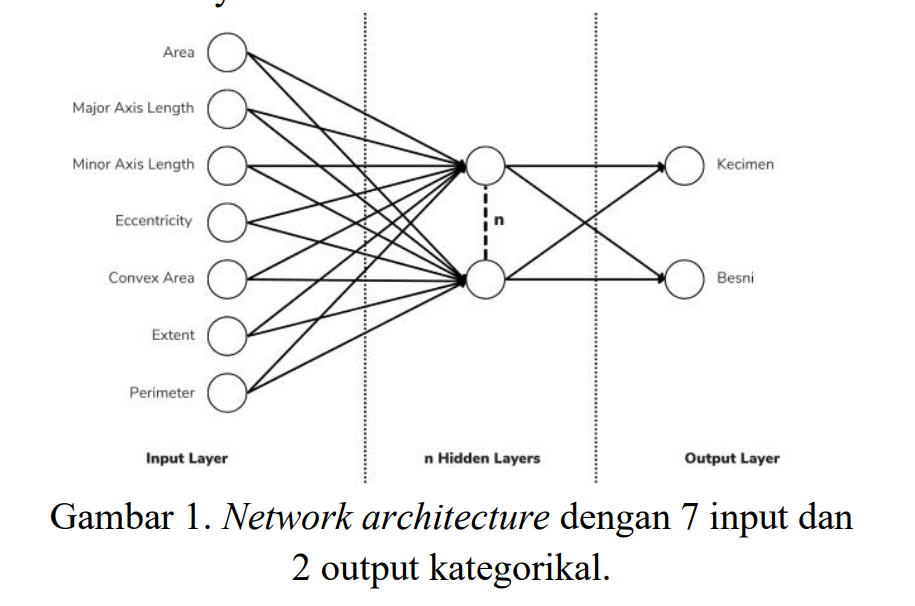 Area
Major Axis Length
Minor Axis Length
Eccentricity
Convex Area
Extent
Perimeter
n
Kecimen
Besni
Input Layer
n Hidden Layers
Output Layer
Gambar 1. Network architecture dengan 7 input dan
2 output kategorikal.